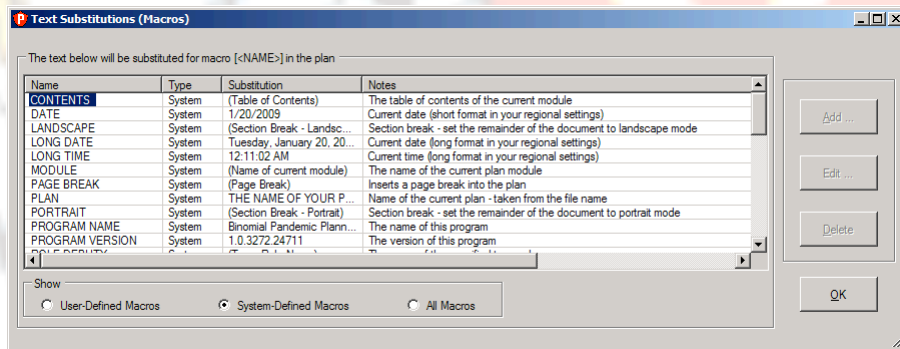 Text Substitutions (Macros)
The text below will be substituted for macro [<NAME>] in the plan
Name Type Substitution Notes
CONTENTS System (Table of Contents) The table of contents of the current module
DATE System 1/20/2009 Current date (short format in your regional settings)
LANDSCAPE System (Section Break - Landsc... Section break - set the remainder of the document to landscape mode
LONG DATE System Tuesday, January 20, 20... Current date (long format in your regional settings)
LONG TIME System 12:11:02 AM Current time (long format in your regional settings)
MODULE System (Name of current module) The name of the current plan module
PAGE BREAK System (Page Break) Inserts a page break into the plan
PLAN System THE NAME OF YOUR P... Name of the current plan - taken from the file name
PORTRAIT System (Section Break - Portrait) Section break - set the remainder of the document to portrait mode
PROGRAM NAME System Binomial Pandemic Plann... The name of this program
PROGRAM VERSION System 1.0.3272.24711 The version of this program
Add ...
Edit ...
Delete
OK
Show
User-Defined Macros System-Defined Macros All Macros